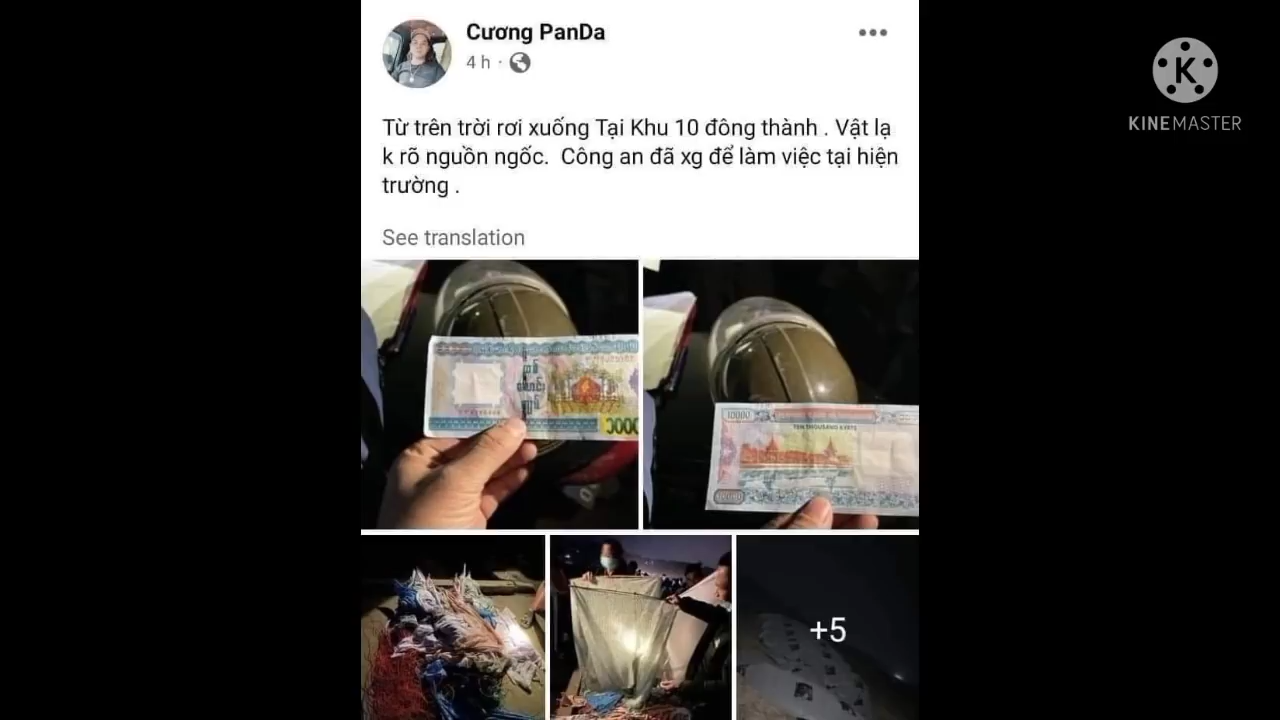 Cương PanDa
4 h ·
K
KINEMASTER
Từ trên trời rơi xuống Tại Khu 10 đông thành . Vật lạ
k rõ nguồn ngốc.  Công an đã xg để làm việc tại hiện
trường .
See translation
10000
TEN THOUSAND KYATS
+5